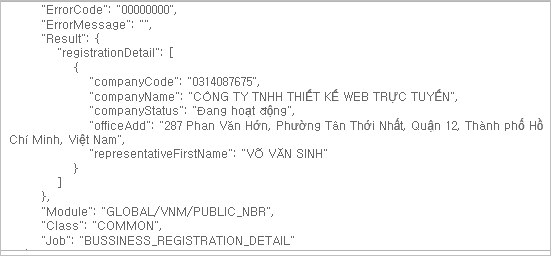 "ErrorCode": "00000000",
"ErrorMessage": "",
"Result": {
"registrationDetail": [
{
"companyCode": "0314087675",
"companyName": "CÔNG TY TNHH THIẾT KẾ WEB TRỰC TUYẾN",
"companyStatus": "Đang hoạt động",
"officeAdd": "287 Phan Văn Hớn, Phường Tân Thới Nhất, Quận 12, Thành phố Hồ
Chí Minh, Việt Nam",
"representativeFirstName": "VÕ VĂN SINH"
}
]
},
"Module": "GLOBAL/VNM/PUBLIC_NBR",
"Class": "COMMON",
"Job": "BUSSINESS_REGISTRATION_DETAIL"